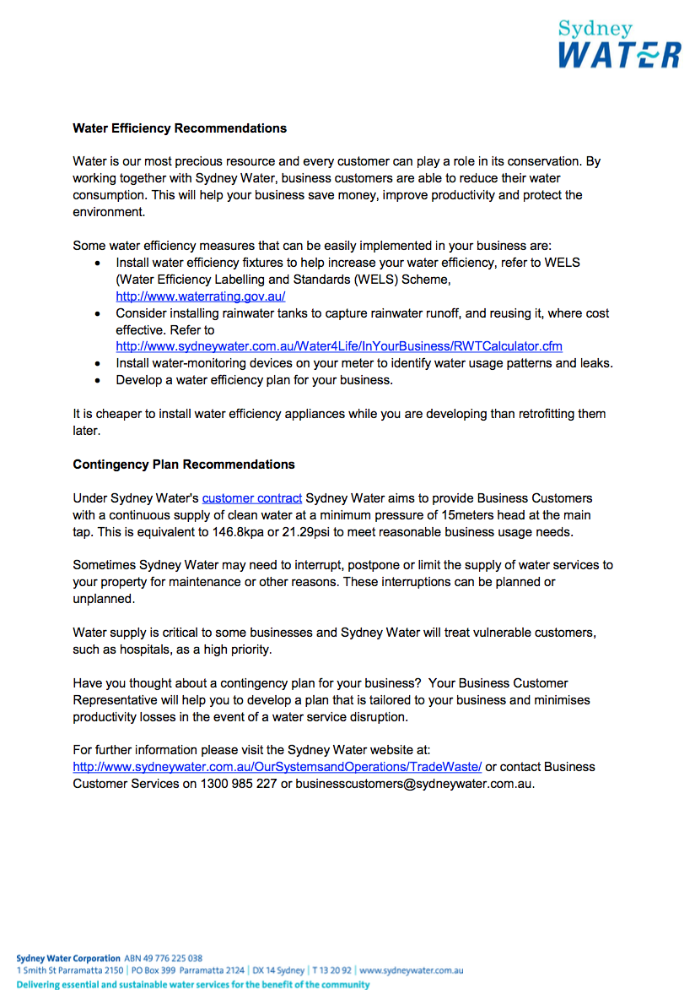 Sydney
WATER
Water Efficiency Recommendations
Water is our most precious resource and every customer can play a role in its conservation. By
working together with Sydney Water, business customers are able to reduce their water
consumption. This will help your business save money, improve productivity and protect the
environment.
Some water efficiency measures that can be easily implemented in your business are:
• Install water efficiency fixtures to help increase your water efficiency, refer to WELS
(Water Efficiency Labelling and Standards (WELS) Scheme,
http://www.waterrating.gov.au/
• Consider installing rainwater tanks to capture rainwater runoff, and reusing it, where cost
effective. Refer to
http://www.sydneywater.com.au/Water4Life/InYourBusiness/RWTCalculator.cfm
• Install water-monitoring devices on your meter to identify water usage patterns and leaks.
• Develop a water efficiency plan for your business.
It is cheaper to install water efficiency appliances while you are developing than retrofitting them
later.
Contingency Plan Recommendations
Under Sydney Water's customer contract Sydney Water aims to provide Business Customers
with a continuous supply of clean water at a minimum pressure of 15meters head at the main
tap. This is equivalent to 146.8kpa or 21.29psi to meet reasonable business usage needs.
Sometimes Sydney Water may need to interrupt, postpone or limit the supply of water services to
your property for maintenance or other reasons. These interruptions can be planned or
unplanned.
Water supply is critical to some businesses and Sydney Water will treat vulnerable customers,
such as hospitals, as a high priority.
Have you thought about a contingency plan for your business?  Your Business Customer
Representative will help you to develop a plan that is tailored to your business and minimises
productivity losses in the event of a water service disruption.
For further information please visit the Sydney Water website at:
http://www.sydneywater.com.au/OurSystemsandOperations/TradeWaste/ or contact Business
Customer Services on 1300 985 227 or businesscustomers@sydneywater.com.au.
Sydney Water Corporation ABN 49 776 225 038
1 Smith St Parramatta 2150 | PO Box 399 Parramatta 2124 | DX 14 Sydney | T 13 20 92 | www.sydneywater.com.au
Delivering essential and sustainable water services for the benefit of the community